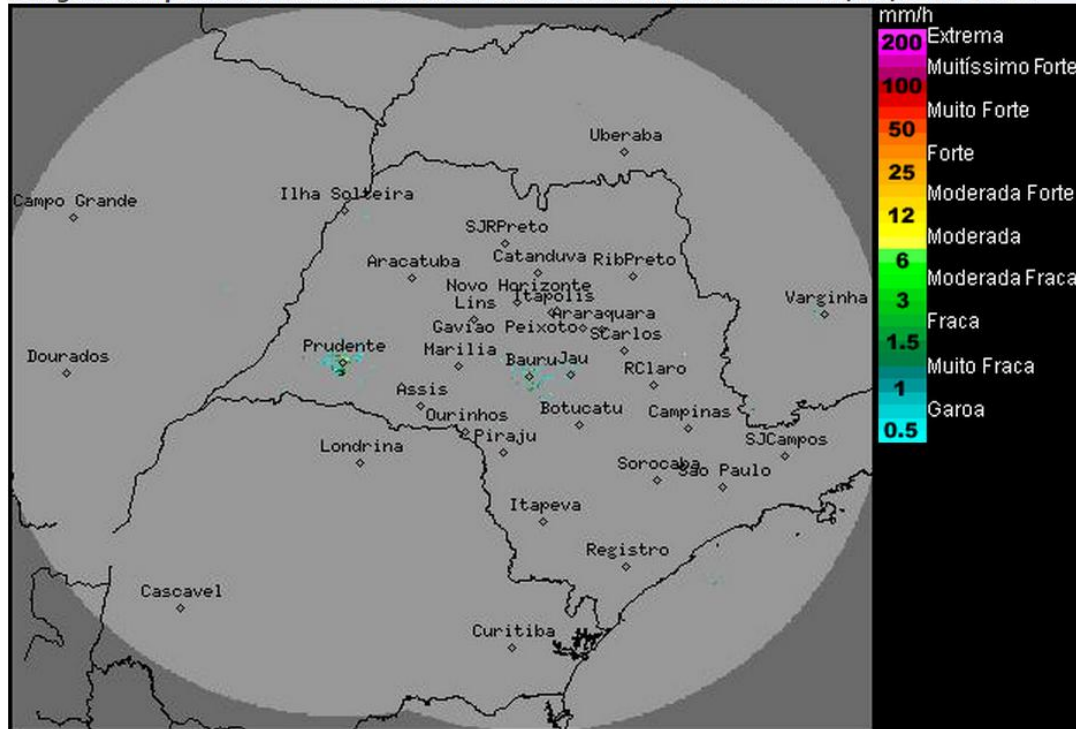 mm/h
200 Extrema
Muitíssimo Forte
100
Muito Forte
50
Forte
25
Moderada Forte
12
Moderada
6
Moderada Fraca
3
Fraca
1.5
Muito Fraca
1
Garoa
0.5
Uberaba
Campo Grande
Ilha Solteira
SJRPreto
Aracatuba
Catanduva
RibPreto
Novo Horizonte
Lins
Itapolis
Araraquara
Varginha
Gaviao Peixoto
SCarlos
Dourados
Prudente
Marilia
Bauru
Jau
RClaro
Assis
Botucatu
Campinas
Ourinhos
Piraju
SJCampos
Londrina
Sorocaba
Sao Paulo
Itapeva
Registro
Cascavel
Curitiba